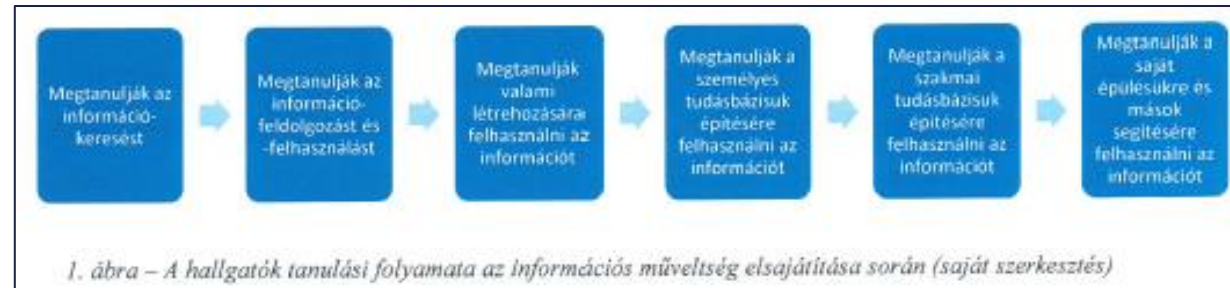 Megtanulják az
információ-
keresést
Megtanulják az
információ-
feldolgozást és
-felhasználást
Megtanulják
valami
létrehozására
felhasználni az
információt
Megtanulják a
személyes
tudásbázisuk
építésére
felhasználni az
információt
Megtanulják a
szakmai
tudásbázisuk
építésére
felhasználni az
információt
Megtanulják a
saját
épülésükre és
mások
segítésére
felhasználni az
információt
1. ábra – A hallgatók tanulási folyamata az információs műveltség elsajátítása során (saját szerkesztés)